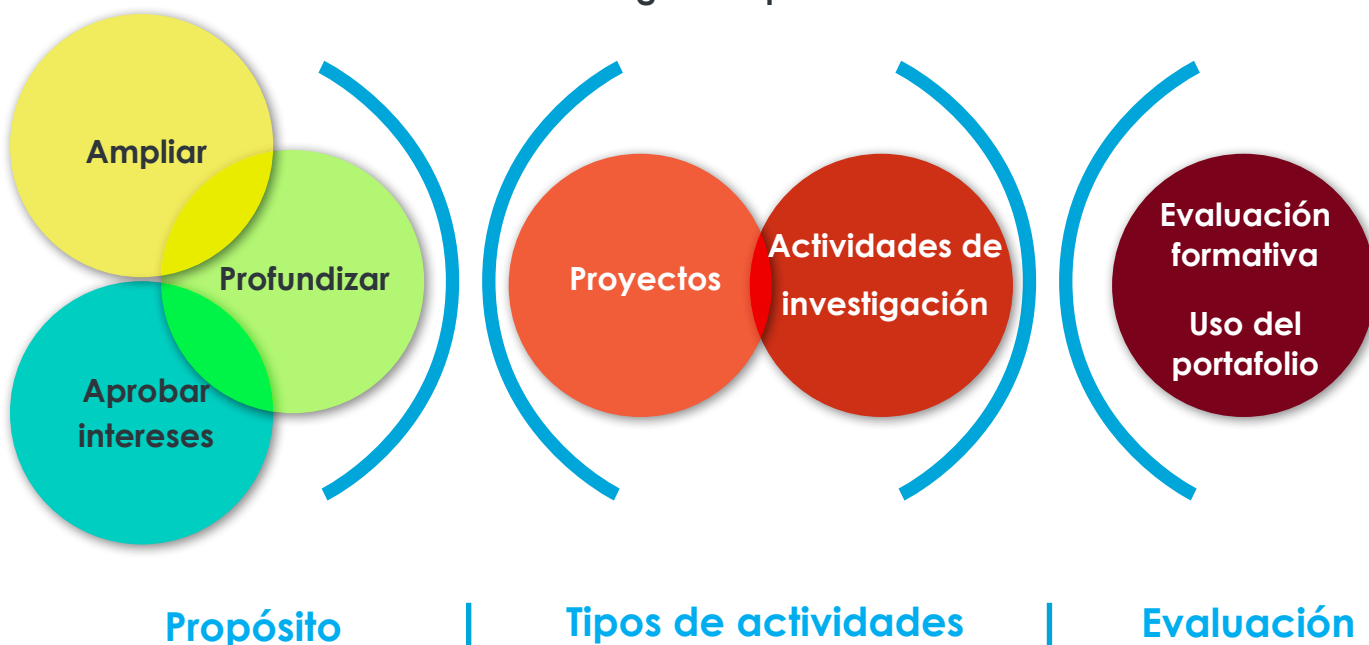 Ampliar
Profundizar
Aprobar
intereses
Proyectos
Actividades de
investigación
Evaluación
formativa
Uso del
portafolio
Propósito | Tipos de actividades | Evaluación